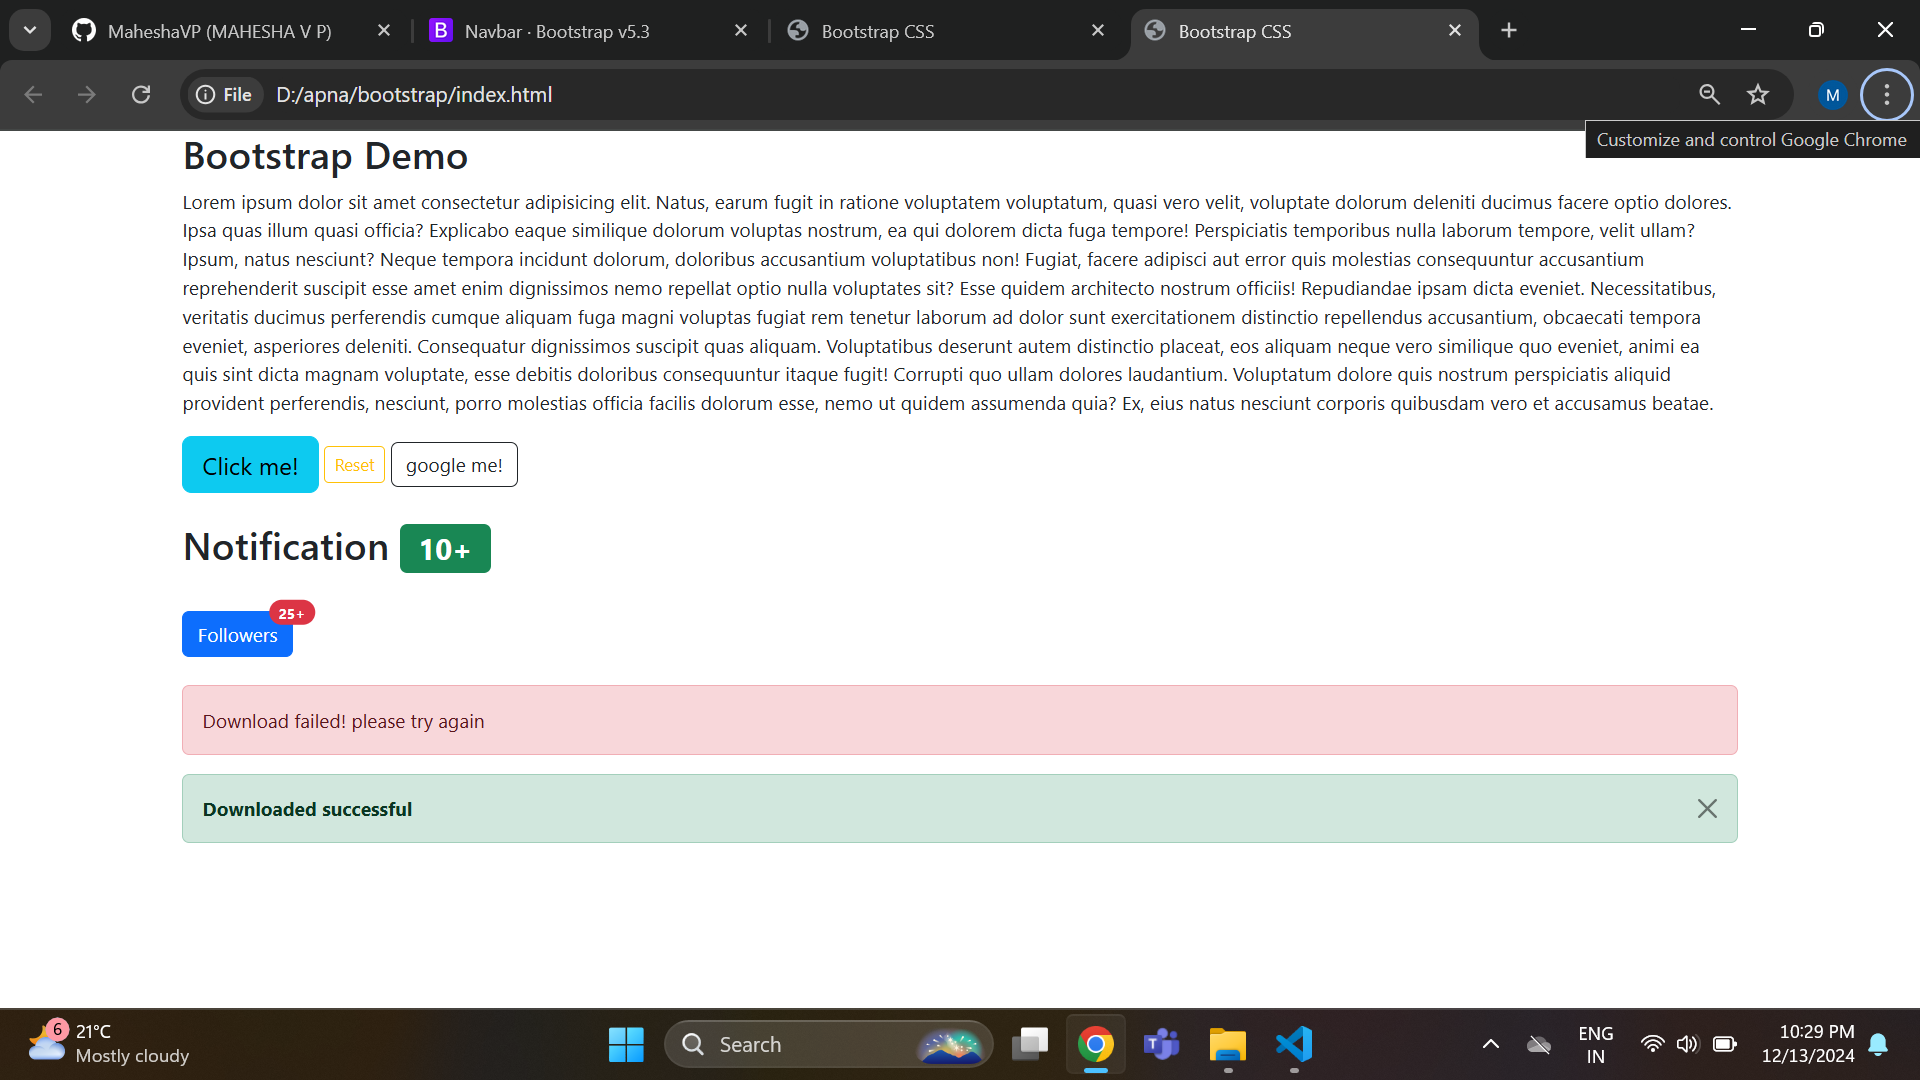 MaheshaVP (MAHESHA V P)
Navbar · Bootstrap v5.3
Bootstrap CSS
Bootstrap CSS
File
D:/apna/bootstrap/index.html
M
Customize and control Google Chrome
Bootstrap Demo
Lorem ipsum dolor sit amet consectetur adipisicing elit. Natus, earum fugit in ratione voluptatem voluptatum, quasi vero velit, voluptate dolorum deleniti ducimus facere optio dolores.
Ipsa quas illum quasi officia? Explicabo eaque similique dolorum voluptas nostrum, ea qui dolorem dicta fuga tempore! Perspiciatis temporibus nulla laborum tempore, velit ullam?
Ipsum, natus nesciunt? Neque tempora incidunt dolorum, doloribus accusantium voluptatibus non! Fugiat, facere adipisci aut error quis molestias consequuntur accusantium
reprehenderit suscipit esse amet enim dignissimos nemo repellat optio nulla voluptates sit? Esse quidem architecto nostrum officiis! Repudiandae ipsam dicta eveniet. Necessitatibus,
veritatis ducimus perferendis cumque aliquam fuga magni voluptas fugiat rem tenetur laborum ad dolor sunt exercitationem distinctio repellendus accusantium, obcaecati tempora
eveniet, asperiores deleniti. Consequatur dignissimos suscipit quas aliquam. Voluptatibus deserunt autem distinctio placeat, eos aliquam neque vero similique quo eveniet, animi ea
quis sint dicta magnam voluptate, esse debitis doloribus consequuntur itaque fugit! Corrupti quo ullam dolores laudantium. Voluptatum dolore quis nostrum perspiciatis aliquid
provident perferendis, nesciunt, porro molestias officia facilis dolorum esse, nemo ut quidem assumenda quia? Ex, eius natus nesciunt corporis quibusdam vero et accusamus beatae.
Click me!
Reset
google me!
Notification 10+
25+
Followers
Download failed! please try again
Downloaded successful
6
21°C
Mostly cloudy
Search
ENG
IN
10:29 PM
12/13/2024